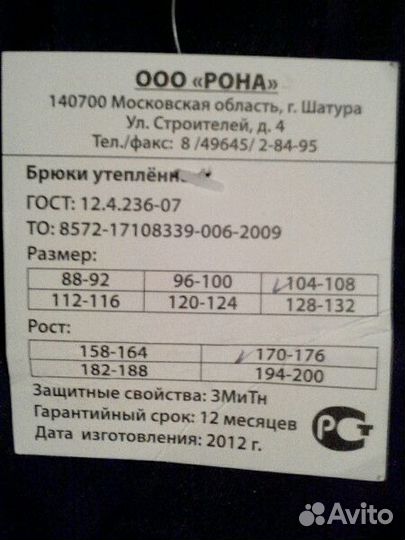 ООО «РОНА»
140700 Московская область, г. Шатура
Ул. Строителей, д. 4
Тел./факс: 8 /49645/ 2-84-95
Брюки утеплённ
ГОСТ: 12.4.236-07
ТО: 8572-17108339-006-2009
Размер:
88-92 96-100 104-108
112-116 120-124 128-132
Рост:
158-164 170-176
182-188 194-200
Защитные свойства: ЗМиТн
Гарантийный срок: 12 месяцев
Дата изготовления: 2012 г.
РСТ
Avito